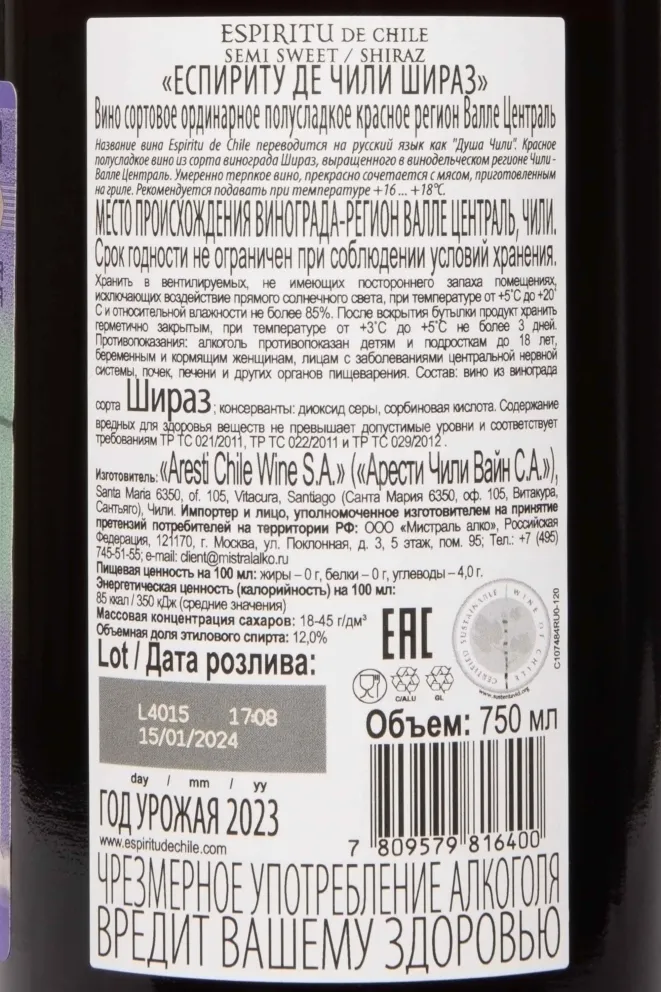 ESPIRITU DE CHILE
SEMI SWEET / SHIRAZ
«ЕСПИРИТУ ДЕ ЧИЛИ ШИРАЗ»
Вино сортовое ординарное полусладкое красное регион Валле Централь
Название вина Espiritu de Chile переводится на русский язык как "Душа Чили". Красное
полусладкое вино из сорта винограда Шираз, выращенного в винодельческом регионе Чили -
Валле Централь. Умеренно терпкое вино, прекрасно сочетается с мясом, приготовленным
на гриле. Рекомендуется подавать при температуре +16 ... +18°С.
МЕСТО ПРОИСХОЖДЕНИЯ ВИНОГРАДА-РЕГИОН ВАЛЛЕ ЦЕНТРАЛЬ, ЧИЛИ.
Срок годности не ограничен при соблюдении условий хранения.
Хранить в вентилируемых, не имеющих постороннего запаха помещениях,
исключающих воздействие прямого солнечного света, при температуре от +5˚С до +20˚
С и относительной влажности не более 85%. После вскрытия бутылки продукт хранить
герметично закрытым, при температуре от +3˚С до +5˚С не более 3 дней.
Противопоказания: алкоголь противопоказан детям и подросткам до 18 лет,
беременным и кормящим женщинам, лицам с заболеваниями центральной нервной
системы, почек, печени и других органов пищеварения. Состав: вино из винограда
сорта Шираз; консерванты: диоксид серы, сорбиновая кислота. Содержание
вредных для здоровья веществ не превышает допустимые уровни и соответствует
требованиям ТР ТС 021/2011, ТР ТС 022/2011 и ТР ТС 029/2012 .
Изготовитель: «Aresti Chile Wine S.A.» («Арести Чили Вайн С.А.»),
Santa Maria 6350, of. 105, Vitacura, Santiago (Санта Мария 6350, оф. 105, Витакура,
Сантьяго), Чили. Импортер и лицо, уполномоченное изготовителем на принятие
претензий потребителей на территории РФ: ООО «Мистраль алко», Российская
Федерация, 121170, г. Москва, ул. Поклонная, д. 3, 5 этаж, пом. 95; Тел.: +7 (495)
745-51-55; e-mail: client@mistralalko.ru
Пищевая ценность на 100 мл: жиры – 0 г, белки – 0 г, углеводы – 4,0 г.
Энергетическая ценность (калорийность) на 100 мл:
85 ккал / 350 кДж (средние значения)
Массовая концентрация сахаров: 18-45 г/дм³
Объемная доля этилового спирта: 12,0%
EAC
CERTIFIED SUSTAINABLE WINE OF CHILE
C107484RU0-120
C/ALU
GL
Lot / Дата розлива:
L4015 17:08
15/01/2024
day / mm / yy
Объем: 750 мл
ГОД УРОЖАЯ 2023
www.espiritudechile.com
7 809579 816400
ЧРЕЗМЕРНОЕ УПОТРЕБЛЕНИЕ АЛКОГОЛЯ
ВРЕДИТ ВАШЕМУ ЗДОРОВЬЮ